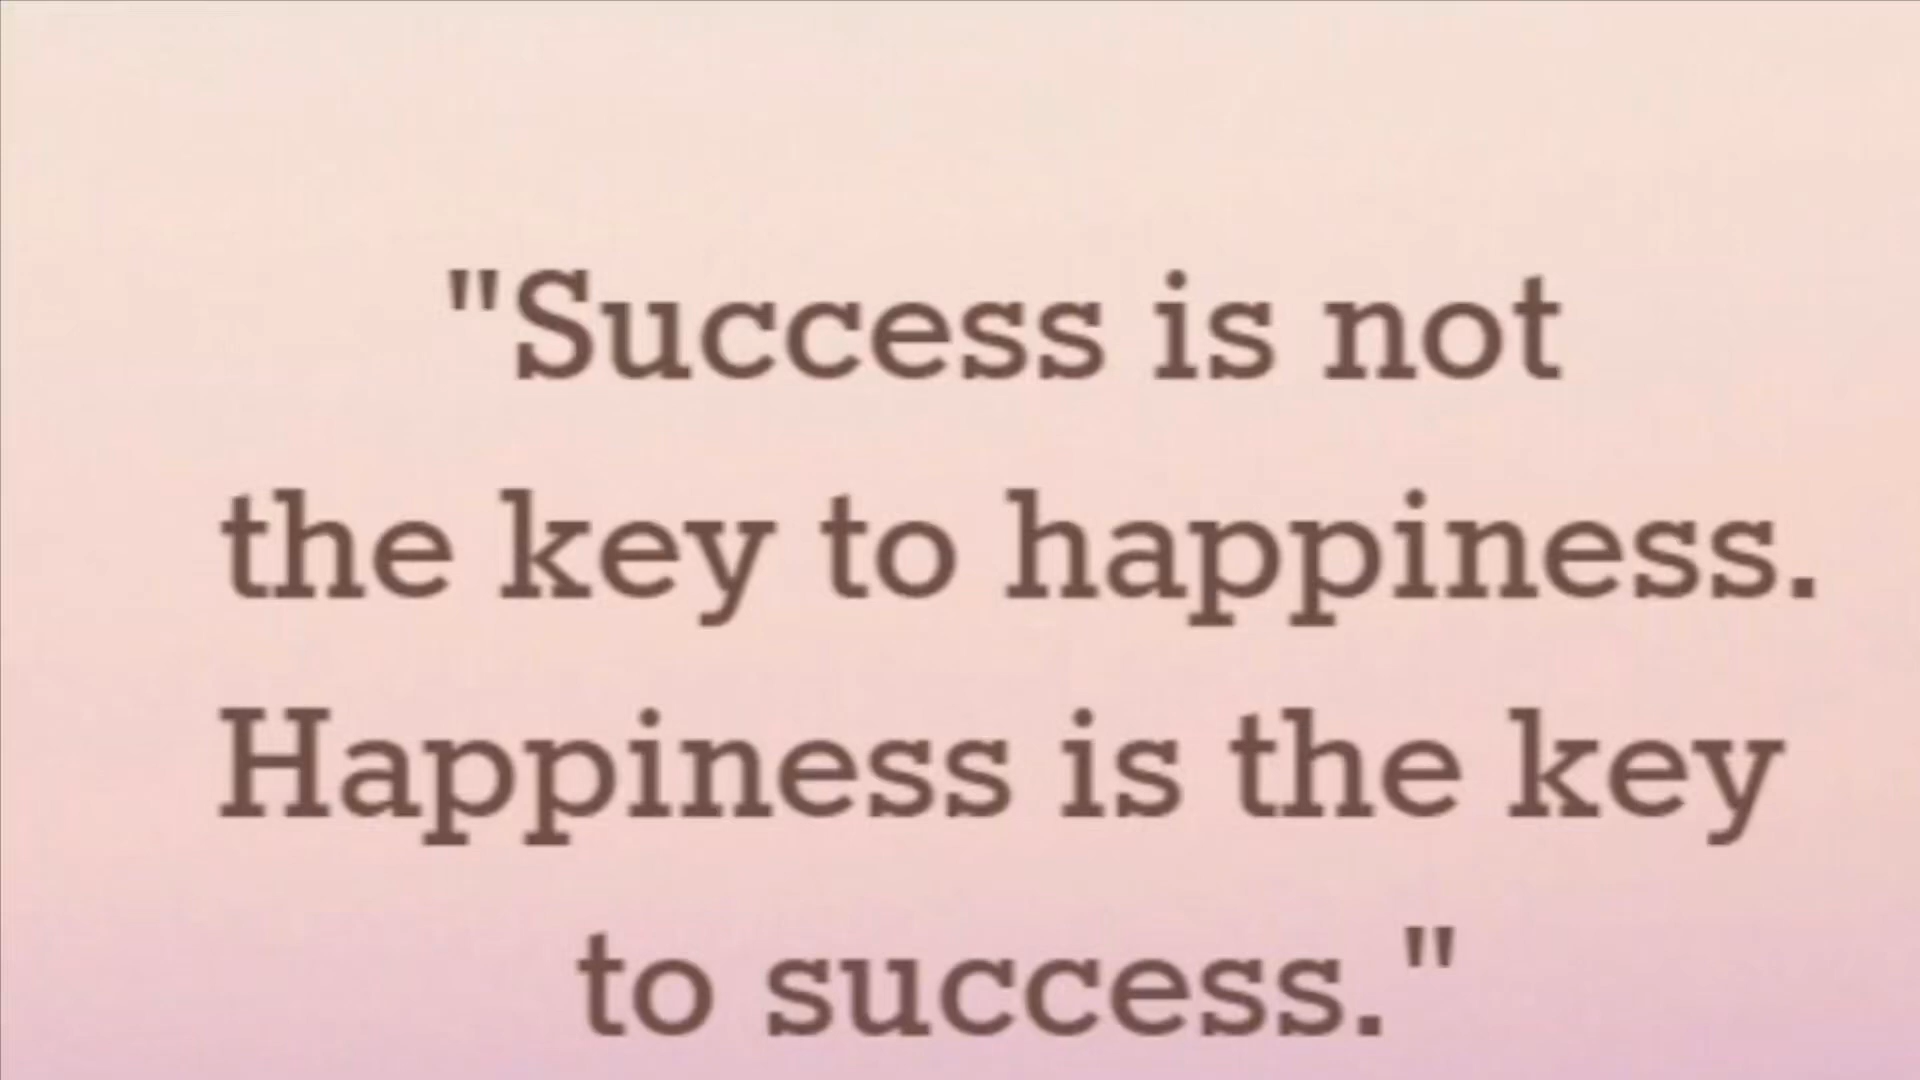 "Success is not
the key to happiness.
Happiness is the key
to success."